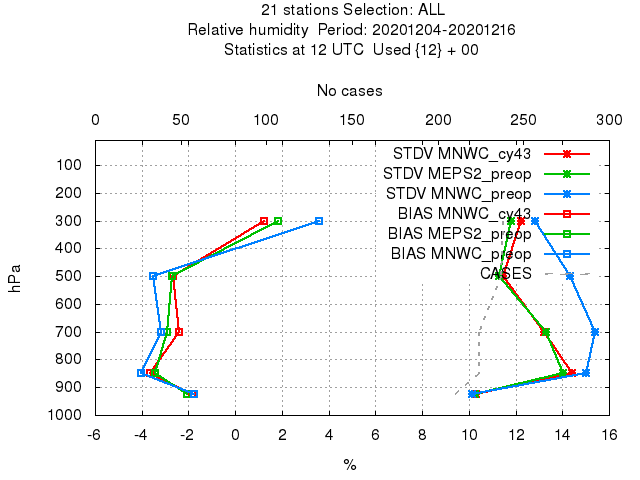 21 stations Selection: ALL
Relative humidity  Period: 20201204-20201216
Statistics at 12 UTC  Used {12} + 00
No cases
0 50 100 150 200 250 300
100
200
300
400
500
600
700
800
900
1000
hPa
STDV MNWC_cy43
STDV MEPS2_preop
STDV MNWC_preop
BIAS MNWC_cy43
BIAS MEPS2_preop
BIAS MNWC_preop
CASES
-6 -4 -2 0 2 4 6 8 10 12 14 16
%